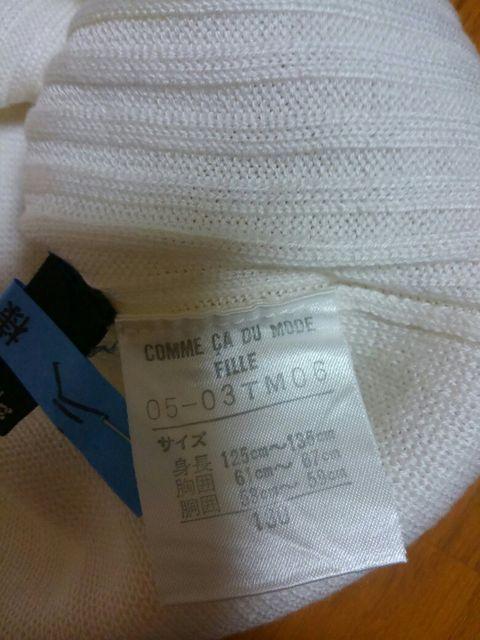 COMME ÇA DU MODE
FILLE
05-03TM06
サイズ
身長 125cm～135cm
胸囲 61cm～67cm
胴囲 53cm～59cm
130